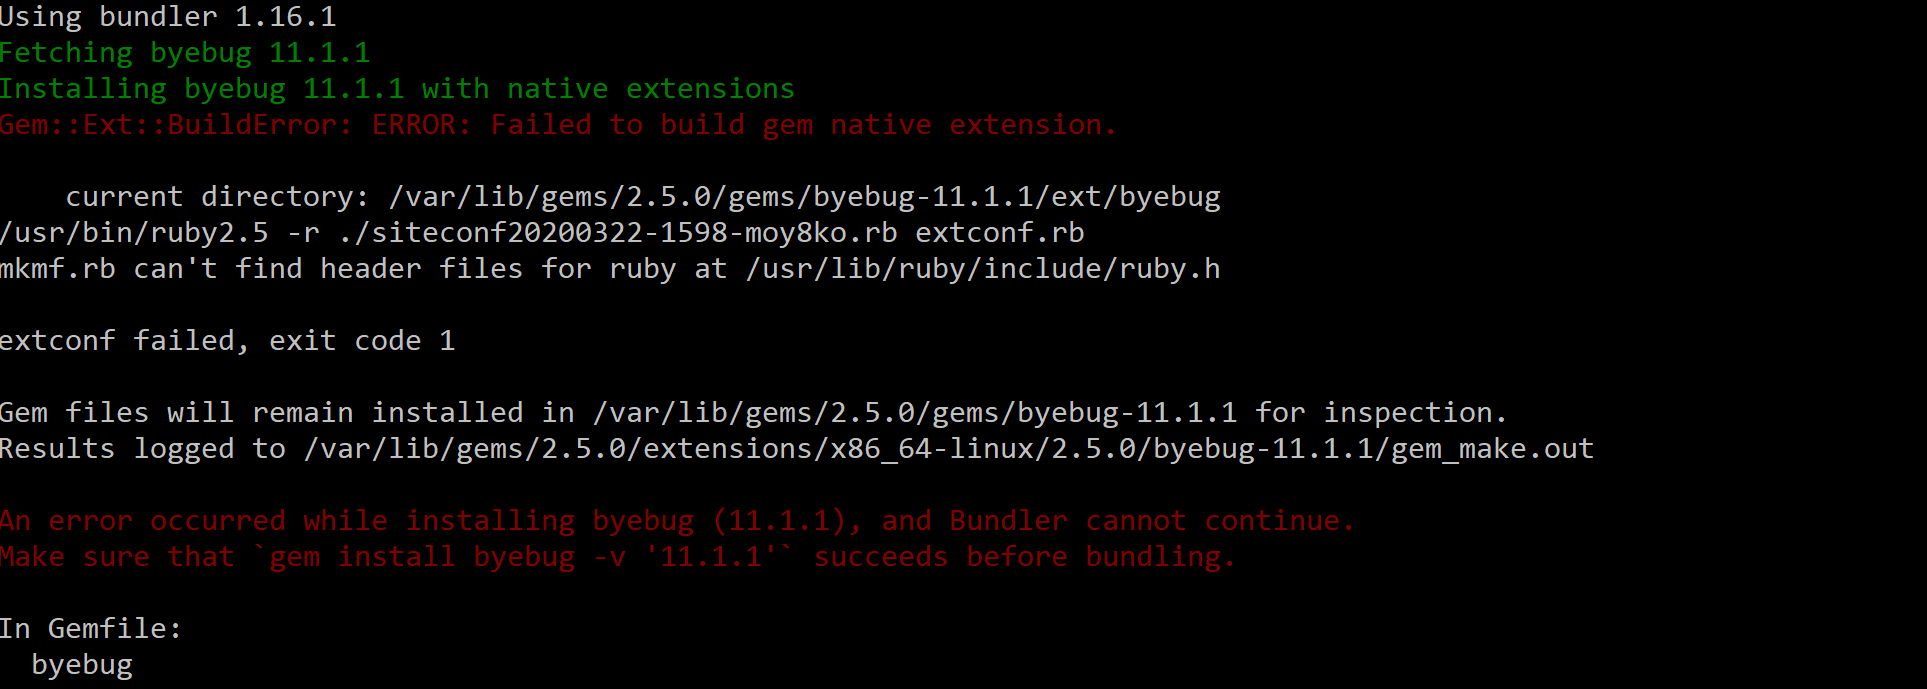 Using bundler 1.16.1
Fetching byebug 11.1.1
Installing byebug 11.1.1 with native extensions
Gem::Ext::BuildError: ERROR: Failed to build gem native extension.
current directory: /var/lib/gems/2.5.0/gems/byebug-11.1.1/ext/byebug
/usr/bin/ruby2.5 -r ./siteconf20200322-1598-moy8ko.rb extconf.rb
mkmf.rb can't find header files for ruby at /usr/lib/ruby/include/ruby.h
extconf failed, exit code 1
Gem files will remain installed in /var/lib/gems/2.5.0/gems/byebug-11.1.1 for inspection.
Results logged to /var/lib/gems/2.5.0/extensions/x86_64-linux/2.5.0/byebug-11.1.1/gem_make.out
An error occurred while installing byebug (11.1.1), and Bundler cannot continue.
Make sure that `gem install byebug -v '11.1.1'` succeeds before bundling.
In Gemfile:
  byebug